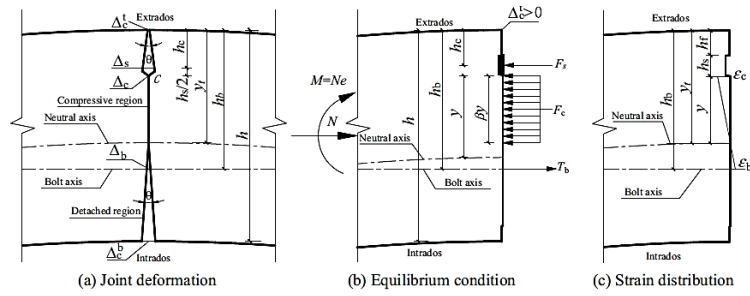 Δc^t
Extrados
θ
Δs
C
Δc
Compressive region
Neutral axis
Δb
Bolt axis
Detached region
θ
Δc^b
Intrados
hc
hs/2
yt
hb
h
(a) Joint deformation
Extrados
Δc^t>0
hc
hb
Fs
M=Ne
N
h
y
βy
Fc
Neutral axis
Tb
Bolt axis
Intrados
(b) Equilibrium condition
Extrados
hf
hs
hb
yt
y
εc
Neutral axis
εb
Bolt axis
Intrados
(c) Strain distribution